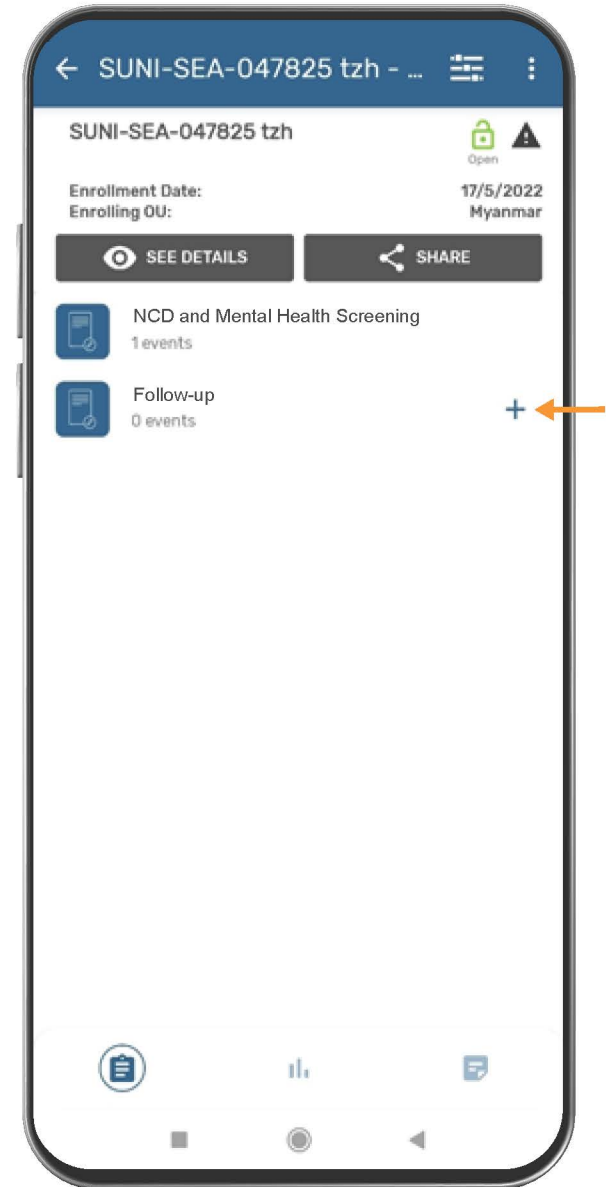 SUNI-SEA-047825 tzh - ...
SUNI-SEA-047825 tzh
Open
Enrollment Date: 17/5/2022
Enrolling OU: Myanmar
SEE DETAILS SHARE
NCD and Mental Health Screening
1 events
Follow-up
0 events